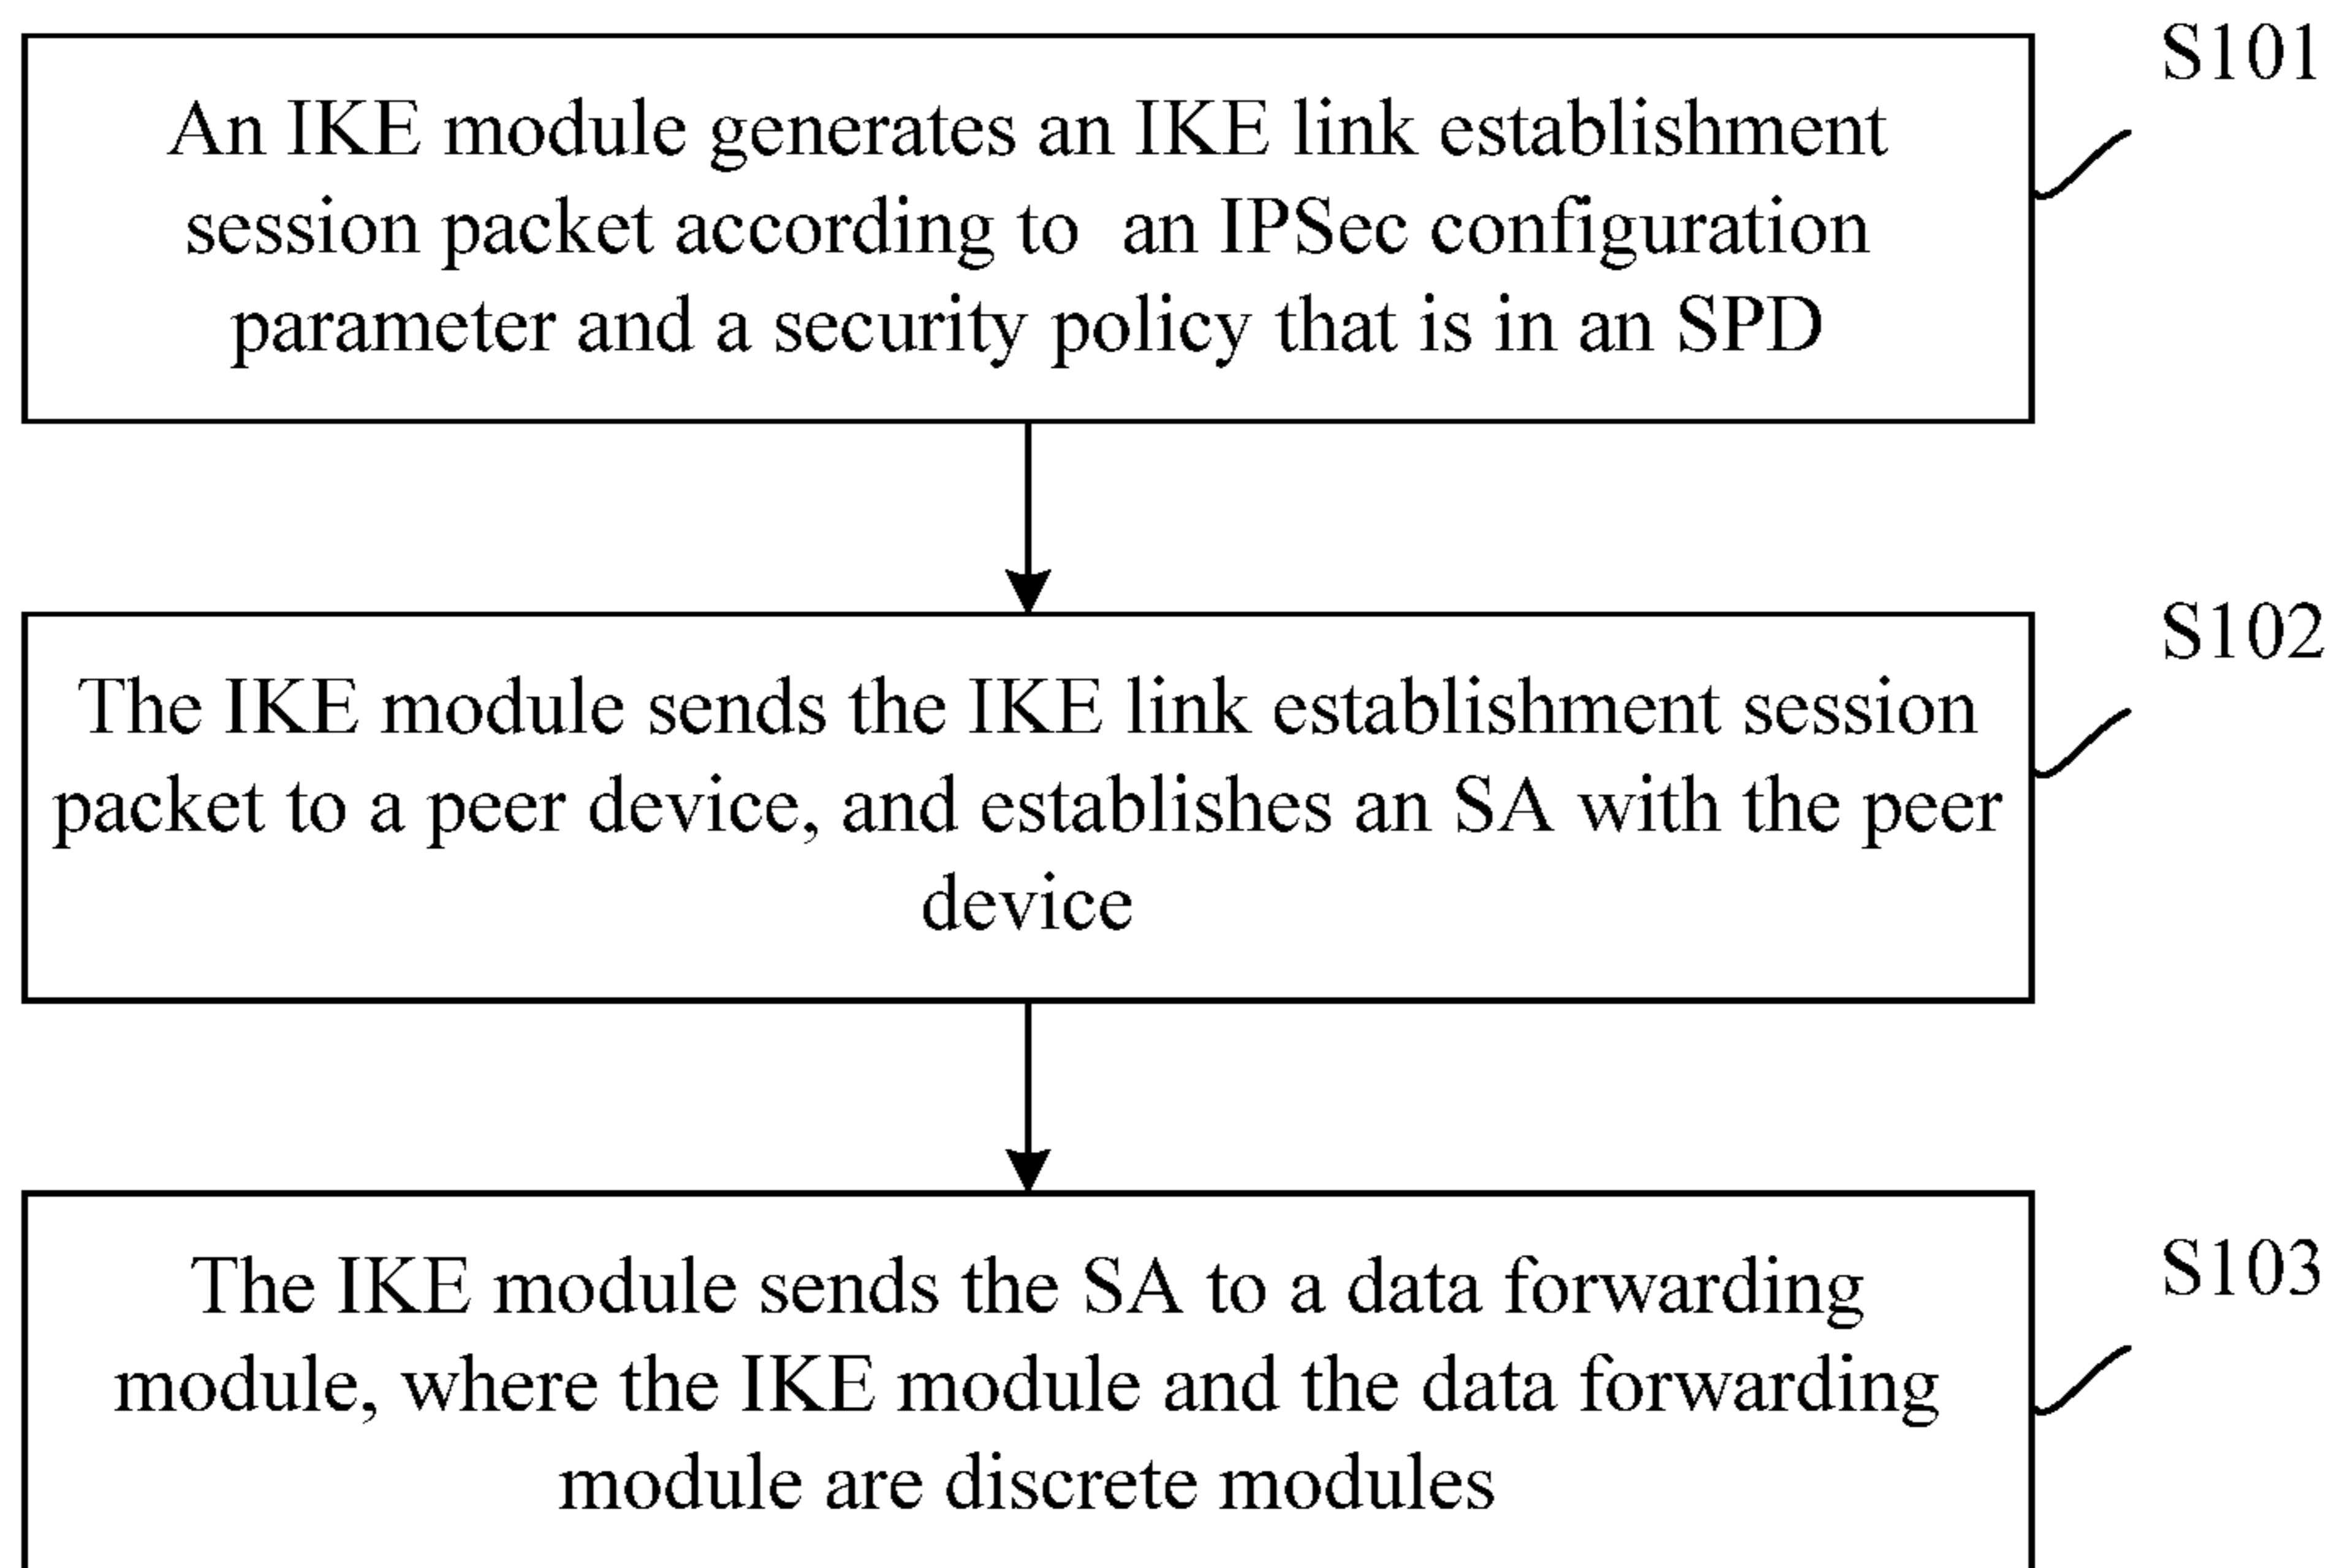 S101
An IKE module generates an IKE link establishment
session packet according to an IPSec configuration
parameter and a security policy that is in an SPD
S102
The IKE module sends the IKE link establishment session
packet to a peer device, and establishes an SA with the peer
device
S103
The IKE module sends the SA to a data forwarding
module, where the IKE module and the data forwarding
module are discrete modules